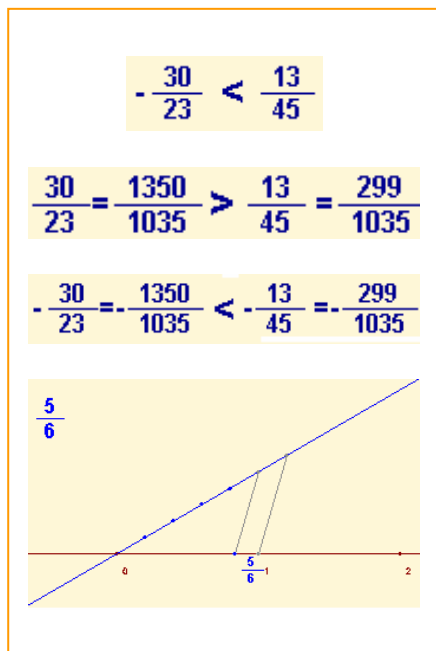 -30/23 < 13/45
30/23 = 1350/1035 > 13/45 = 299/1035
-30/23 =- 1350/1035 < -13/45 =- 299/1035
5/6
0 5/6 1 2